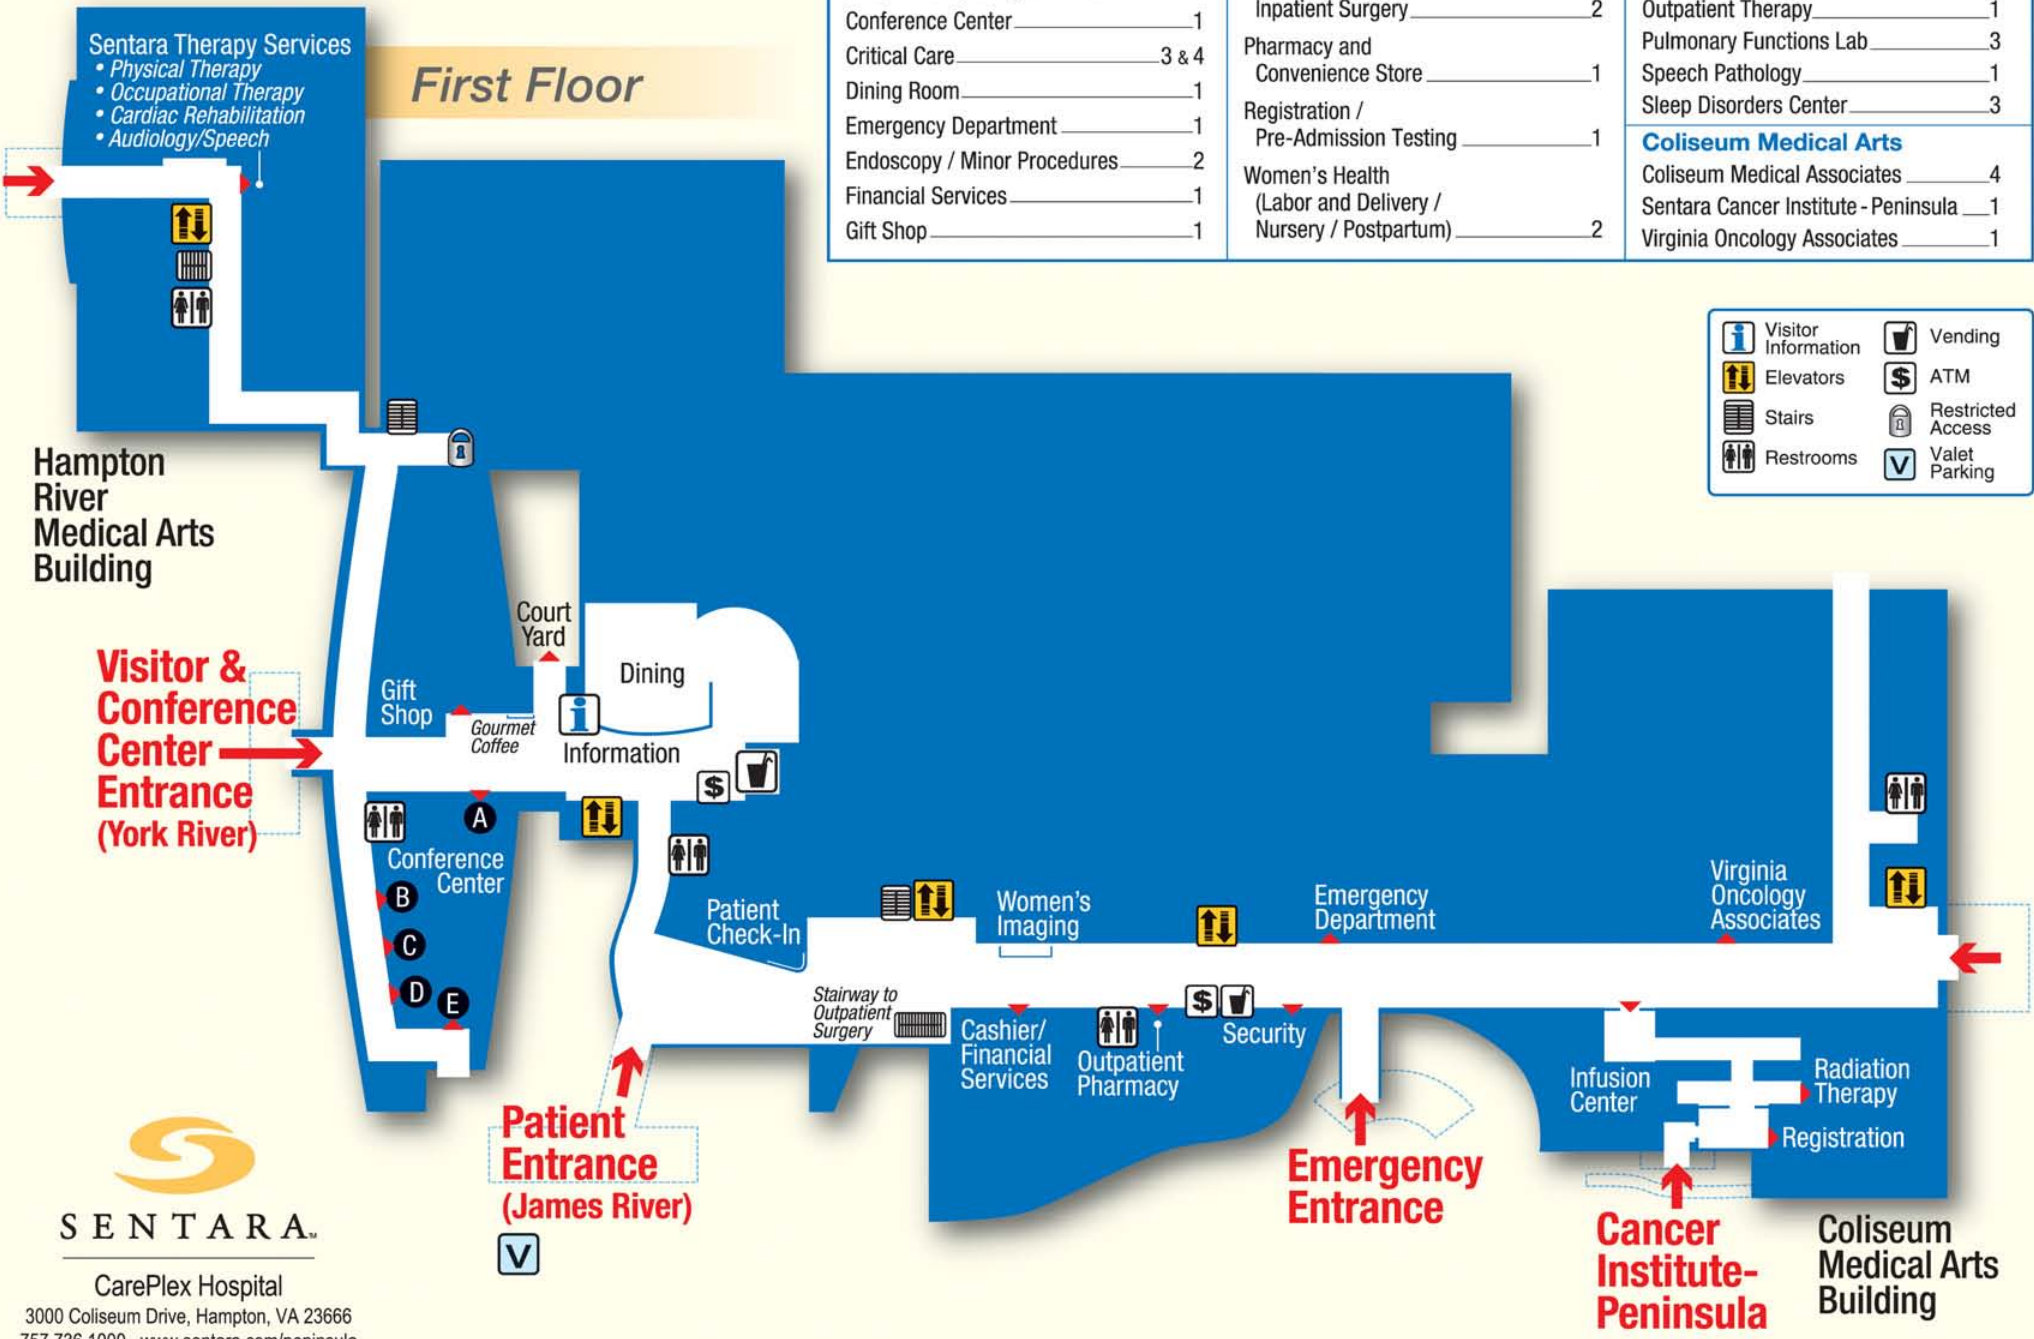 Sentara Therapy Services
• Physical Therapy
• Occupational Therapy
• Cardiac Rehabilitation
• Audiology/Speech
First Floor
Conference Center 1
Critical Care 3 & 4
Dining Room 1
Emergency Department 1
Endoscopy / Minor Procedures 2
Financial Services 1
Gift Shop 1
Inpatient Surgery 2
Pharmacy and
Convenience Store 1
Registration /
Pre-Admission Testing 1
Women's Health
(Labor and Delivery /
Nursery / Postpartum) 2
Outpatient Therapy 1
Pulmonary Functions Lab 3
Speech Pathology 1
Sleep Disorders Center 3
Coliseum Medical Arts
Coliseum Medical Associates 4
Sentara Cancer Institute - Peninsula 1
Virginia Oncology Associates 1
i Visitor
Information
Elevators
Stairs
Restrooms
Vending
$ ATM
Restricted
Access
V Valet
Parking
Hampton
River
Medical Arts
Building
Visitor &
Conference
Center
Entrance
(York River)
Court
Yard
Dining
Gift
Shop
Gourmet
Coffee
i
Information
$
A
Conference
Center
B
C
D
E
Patient
Check-In
Women's
Imaging
Emergency
Department
Virginia
Oncology
Associates
Stairway to
Outpatient
Surgery
Cashier/
Financial
Services
Outpatient
Pharmacy
$
Security
Infusion
Center
Radiation
Therapy
Registration
Patient
Entrance
(James River)
V
Emergency
Entrance
Cancer
Institute-
Peninsula
Coliseum
Medical Arts
Building
SENTARA™
CarePlex Hospital
3000 Coliseum Drive, Hampton, VA 23666
757-736-1000 www.sentara.com/peninsula